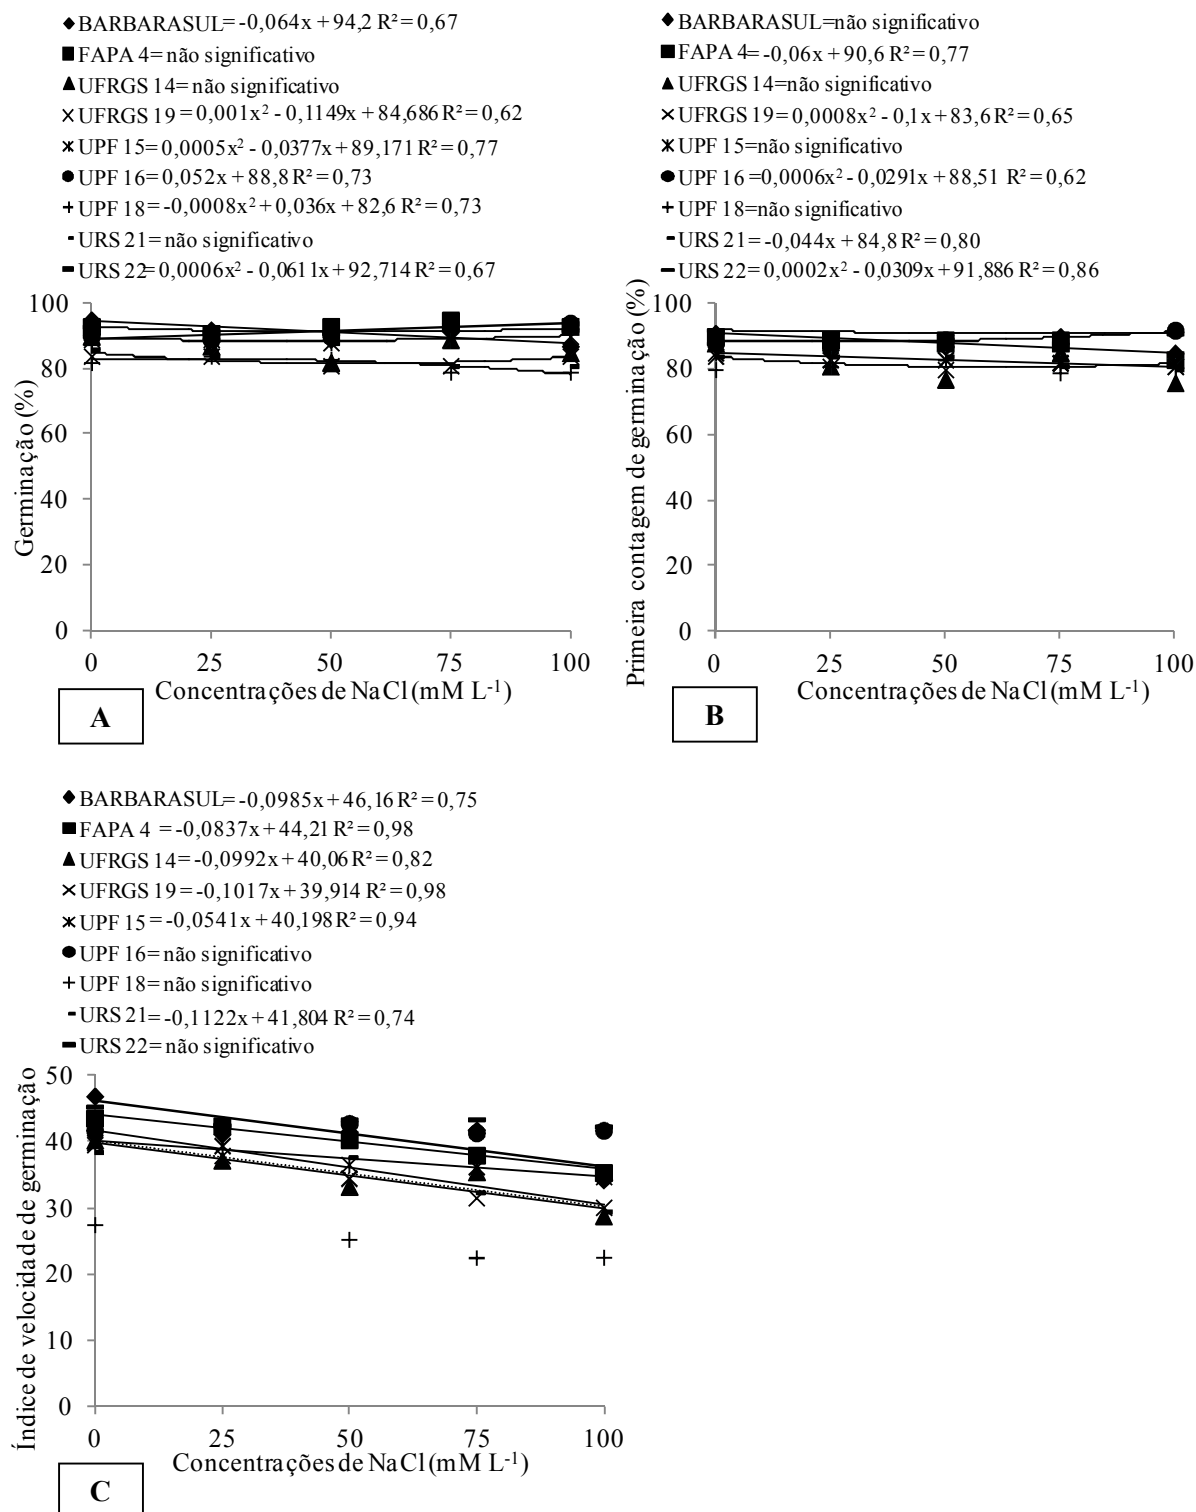 BARBARASUL= -0,064x + 94,2 R² = 0,67
FAPA 4= não significativo
UFRGS 14= não significativo
UFRGS 19 = 0,001x² - 0,1149x + 84,686 R² = 0,62
UPF 15= 0,0005x² - 0,0377x + 89,171 R² = 0,77
UPF 16= 0,052x + 88,8 R² = 0,73
UPF 18= -0,0008x² + 0,036x + 82,6 R² = 0,73
URS 21= não significativo
URS 22= 0,0006x² - 0,0611x + 92,714 R² = 0,67
Germinação (%)
100
80
60
40
20
0
0 25 50 75 100
Concentrações de NaCl (mM L-1)
A
BARBARASUL=não significativo
FAPA 4= -0,06x + 90,6 R² = 0,77
UFRGS 14=não significativo
UFRGS 19= 0,0008x² - 0,1x + 83,6 R² = 0,65
UPF 15=não significativo
UPF 16 =0,0006x² - 0,0291x + 88,51 R² = 0,62
UPF 18=não significativo
URS 21= -0,044x + 84,8 R² = 0,80
URS 22= 0,0002x² - 0,0309x + 91,886 R² = 0,86
Primeira contagem de germinação (%)
100
80
60
40
20
0
0 25 50 75 100
Concentrações de NaCl (mM L-1)
B
BARBARASUL= -0,0985x + 46,16 R² = 0,75
FAPA 4 = -0,0837x + 44,21 R² = 0,98
UFRGS 14= -0,0992x + 40,06 R² = 0,82
UFRGS 19 = -0,1017x + 39,914 R² = 0,98
UPF 15 = -0,0541x + 40,198 R² = 0,94
UPF 16= não significativo
UPF 18= não significativo
URS 21= -0,1122x + 41,804 R² = 0,74
URS 22= não significativo
Índice de velocidade de germinação
50
40
30
20
10
0
0 25 50 75 100
Concentrações de NaCl (mM L-1)
C